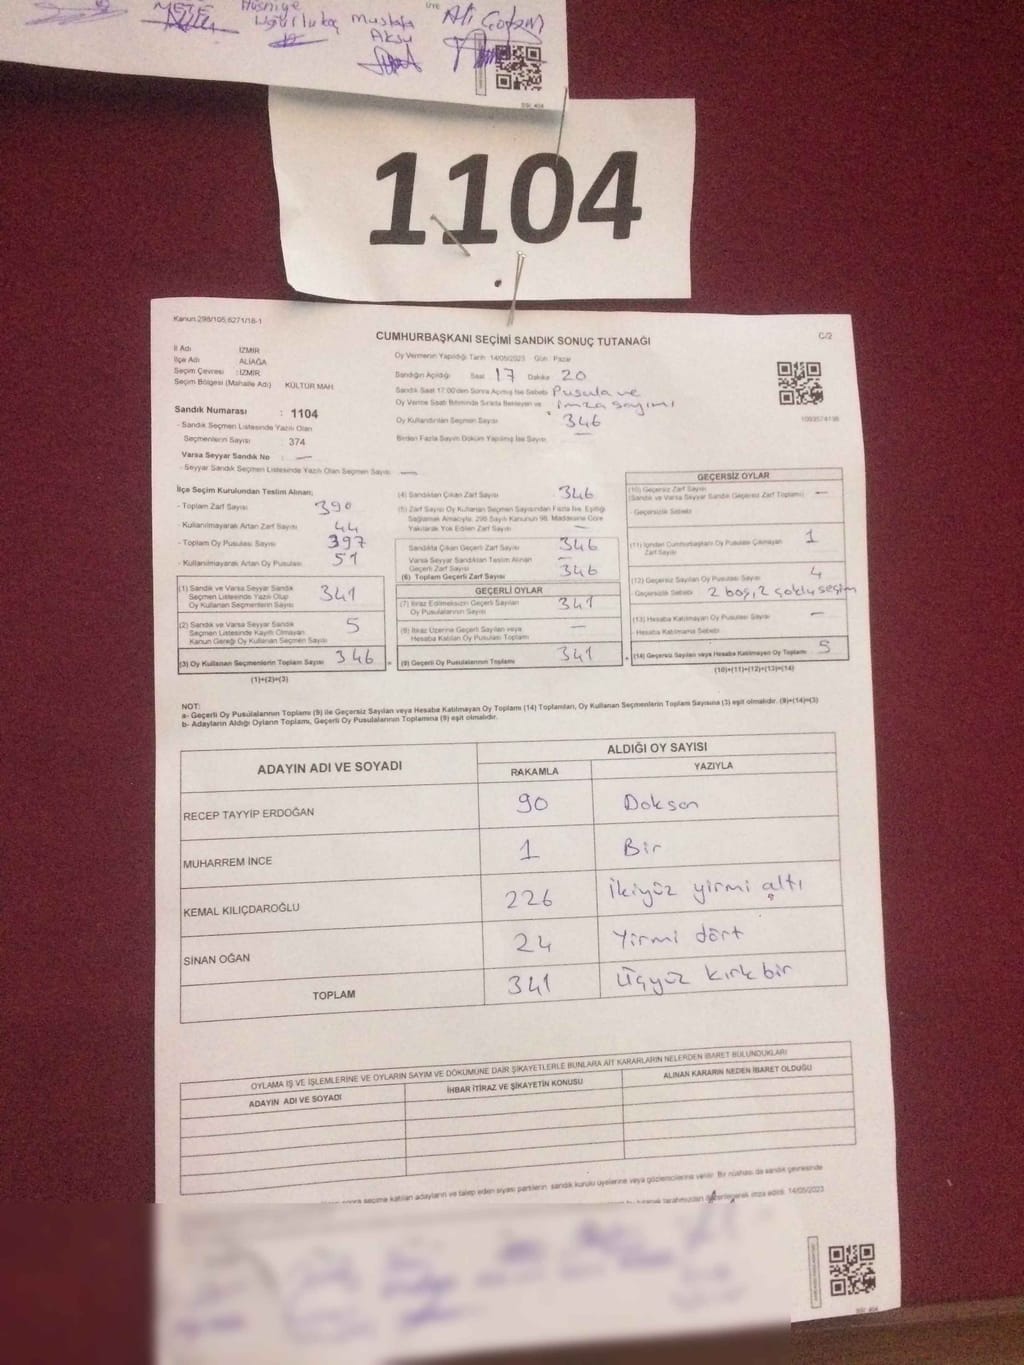 METE
Hüsniye
Uğurlukoç
Mustafa
Aksu
üye
Ali Çoban
SSI: 404
1104
Kanun 298/105,6271/18-1
CUMHURBAŞKANI SEÇİMİ SANDIK SONUÇ TUTANAĞI
C/2
İl Adı İZMİR
İlçe Adı ALİAĞA
Seçim Çevresi : İZMİR
Seçim Bölgesi (Mahalle Adı) KÜLTÜR MAH
Sandık Numarası : 1104
- Sandık Seçmen Listesinde Yazılı Olan
Seçmenlerin Sayısı : 374
Varsa Seyyar Sandık No —
- Seyyar Sandık Seçmen Listesinde Yazılı Olan Seçmen Sayısı —
Oy Vermenin Yapıldığı Tarih 14/05/2023 Gün : Pazar
Sandığın Açıldığı Saat 17 Dakika 20
Sandık Saat 17:00'den Sonra Açılmış İse Sebebi Pusula ve
Oy Verme Saati Bitiminde Sırada Bekleyen ve imza sayımı
Oy Kullandırılan Seçmen Sayısı 346
Birden Fazla Sayım Döküm Yapılmış İse Sayısı —
İlçe Seçim Kurulundan Teslim Alınan;
- Toplam Zarf Sayısı 390
- Kullanılmayarak Artan Zarf Sayısı 44
- Toplam Oy Pusulası Sayısı 397
- Kullanılmayarak Artan Oy Pusulası 51
(1) Sandık ve Varsa Seyyar Sandık
Seçmen Listesinde Yazılı Olup
Oy Kullanan Seçmenlerin Sayısı 341
(2) Sandık ve Varsa Seyyar Sandık
Seçmen Listesinde Kayıtlı Olmayan
Kanun Gereği Oy Kullanan Seçmen Sayısı 5
(3) Oy Kullanan Seçmenlerin Toplam Sayısı 346 =
(1)+(2)=(3)
(4) Sandıktan Çıkan Zarf Sayısı 346
(5) Zarf Sayısı Oy Kullanan Seçmen Sayısından Fazla İse, Eşitliği
Sağlamak Amacıyla, 298 Sayılı Kanunun 98. Maddesine Göre
Yakılarak Yok Edilen Zarf Sayısı —
Sandıkta Çıkan Geçerli Zarf Sayısı 346
Varsa Seyyar Sandıktan Teslim Alınan
Geçerli Zarf Sayısı —
(6) Toplam Geçerli Zarf Sayısı 346
GEÇERLİ OYLAR
(7) İtiraz Edilmeksizin Geçerli Sayılan
Oy Pusulalarının Sayısı 341
(8) İtiraz Üzerine Geçerli Sayılan veya
Hesaba Katılan Oy Pusulası Toplamı —
(9) Geçerli Oy Pusulalarının Toplamı 341 +
GEÇERSİZ OYLAR
(10) Geçersiz Zarf Sayısı
(Sandık ve Varsa Seyyar Sandık Geçersiz Zarf Toplamı) —
- Geçersizlik Sebebi
(11) İçinden Cumhurbaşkanı Oy Pusulası Çıkmayan
Zarf Sayısı 1
(12) Geçersiz Sayılan Oy Pusulası Sayısı 4
Geçersizlik Sebebi 2 boş, 2 çoklu seçim
(13) Hesaba Katılmayan Oy Pusulası Sayısı —
Hesaba Katılmama Sebebi
(14) Geçersiz Sayılan veya Hesaba Katılmayan Oy Toplamı 5
(10)+(11)+(12)+(13)=(14)
NOT:
a- Geçerli Oy Pusulalarının Toplamı (9) ile Geçersiz Sayılan veya Hesaba Katılmayan Oy Toplamı (14) Toplamları, Oy Kullanan Seçmenlerin Toplam Sayısına (3) eşit olmalıdır. (9)+(14)=(3)
b- Adayların Aldığı Oyların Toplamı, Geçerli Oy Pusulalarının Toplamına (9) eşit olmalıdır.
ADAYIN ADI VE SOYADI
ALDIĞI OY SAYISI
RAKAMLA YAZIYLA
RECEP TAYYİP ERDOĞAN 90 Doksan
MUHARREM İNCE 1 Bir
KEMAL KILIÇDAROĞLU 226 İkiyüz yirmi altı
SİNAN OĞAN 24 Yirmi dört
TOPLAM 341 Üçyüz kırk bir
OYLAMA İŞ VE İŞLEMLERİNE VE OYLARIN SAYIM VE DÖKÜMÜNE DAİR ŞİKAYETLERLE BUNLARA AİT KARARLARIN NELERDEN İBARET BULUNDUKLARI
ADAYIN ADI VE SOYADI İHBAR İTİRAZ VE ŞİKAYETİN KONUSU ALINAN KARARIN NEDEN İBARET OLDUĞU
sonra seçime katılan adayların ve talep eden siyasi partilerin, sandık kurulu üyelerine veya gözlemcilerine verilir. Bir nüshası da sandık çevresinde
tutanak tarafımızdan düzenlenerek imza edildi. 14/05/2023